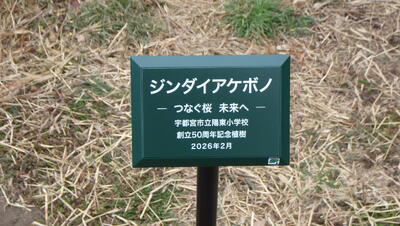 ジンダイアケボノ
― つなぐ桜 未来へ ―
宇都宮市立陽東小学校
創立50周年記念植樹
2026年2月